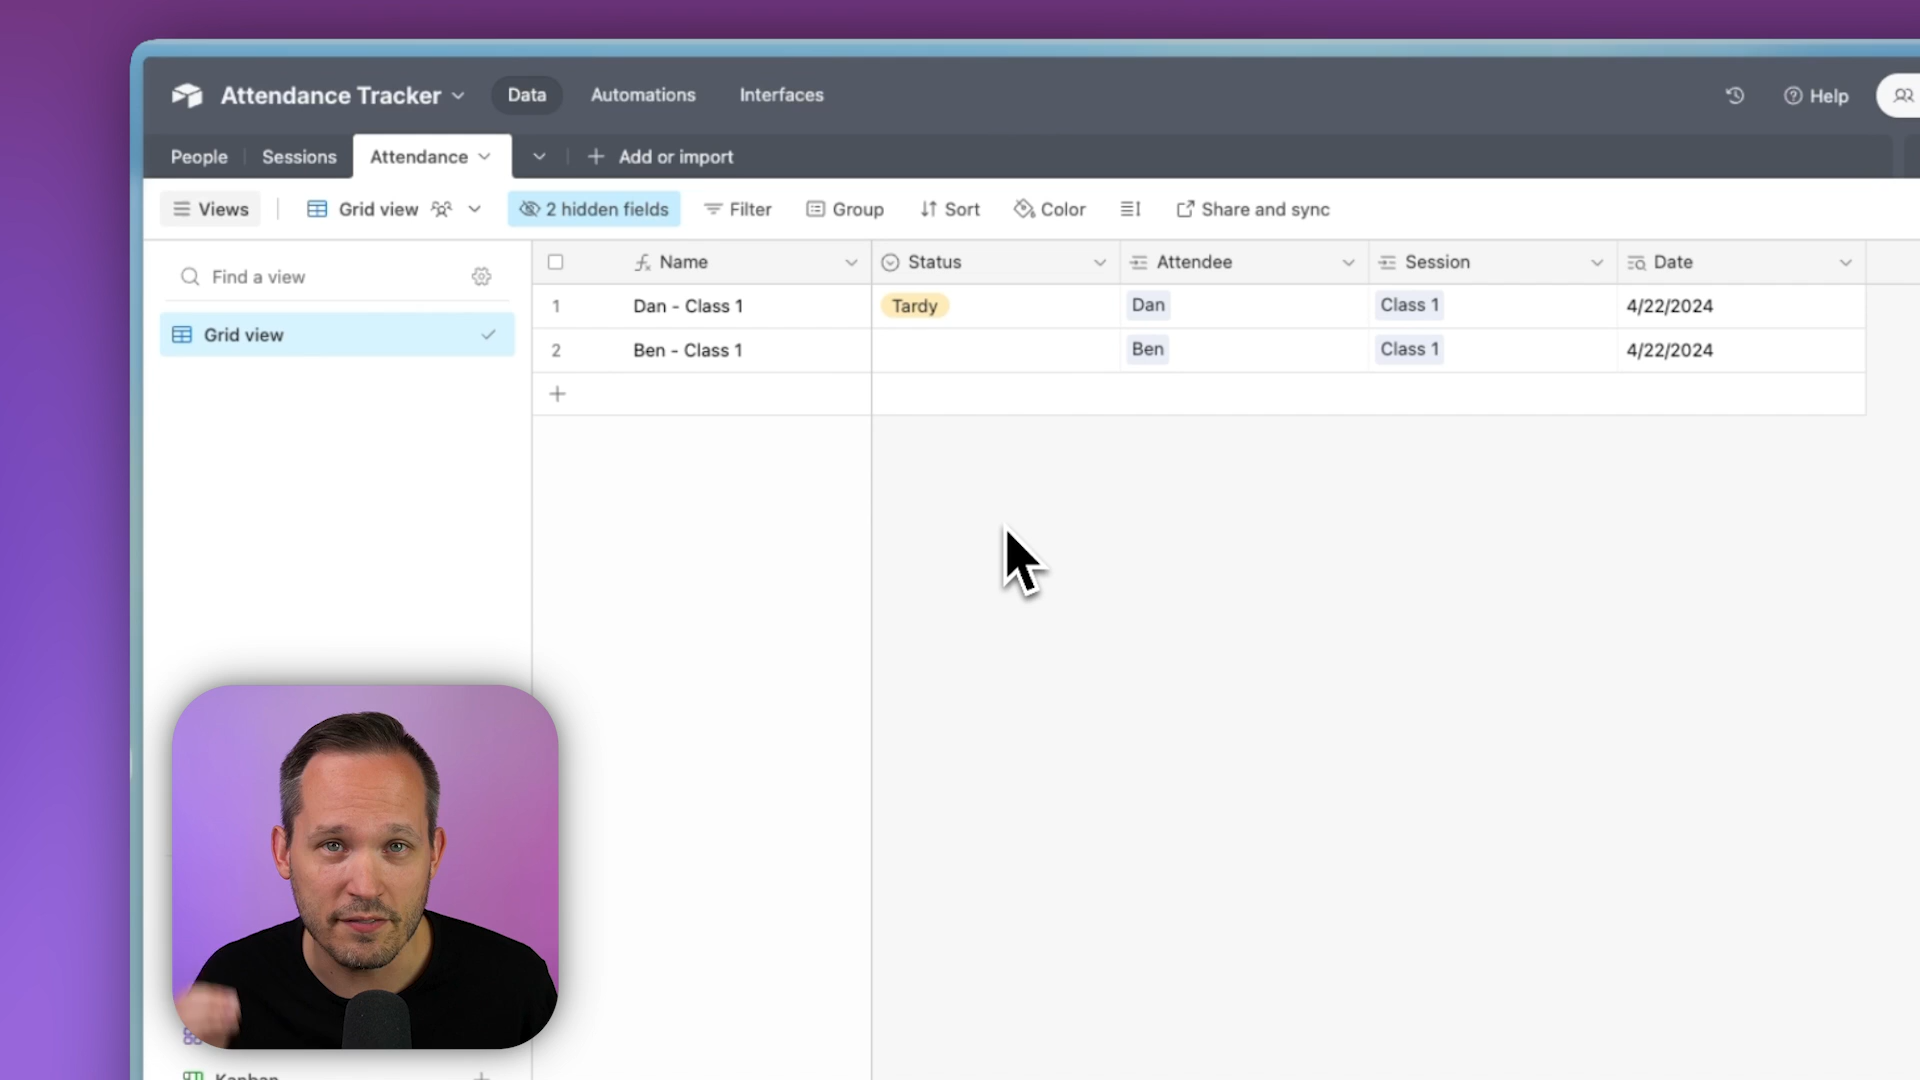 Attendance Tracker Data Automations Interfaces Help
People Sessions Attendance Add or import
Views Grid view 2 hidden fields Filter Group Sort Color Share and sync
Find a view
Grid view
Name Status Attendee Session Date
1 Dan - Class 1 Tardy Dan Class 1 4/22/2024
2 Ben - Class 1 Ben Class 1 4/22/2024
Kanban